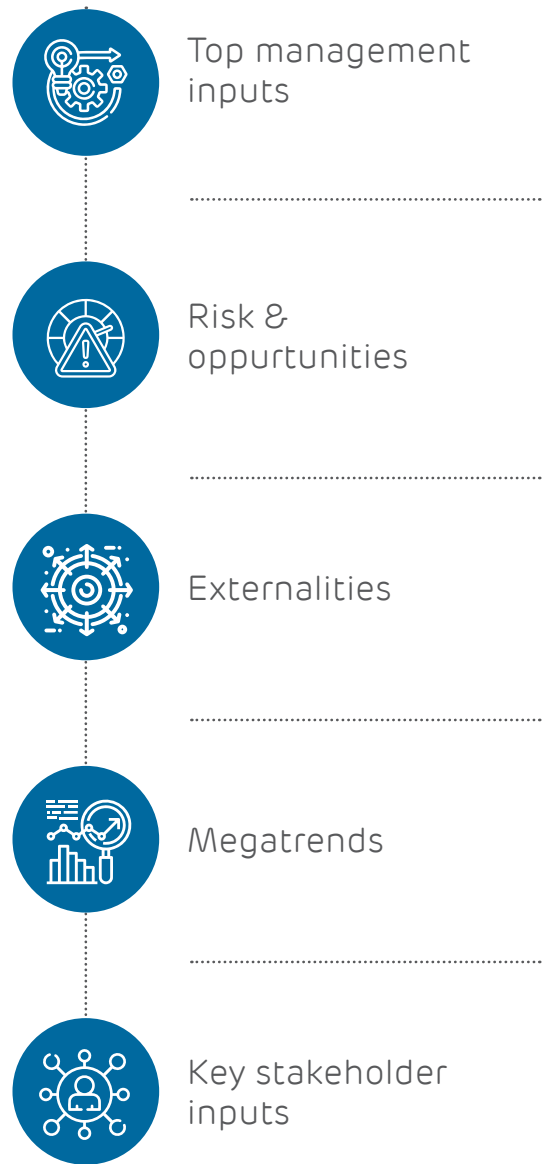 Top management
inputs
Risk &
oppurtunities
Externalities
Megatrends
Key stakeholder
inputs